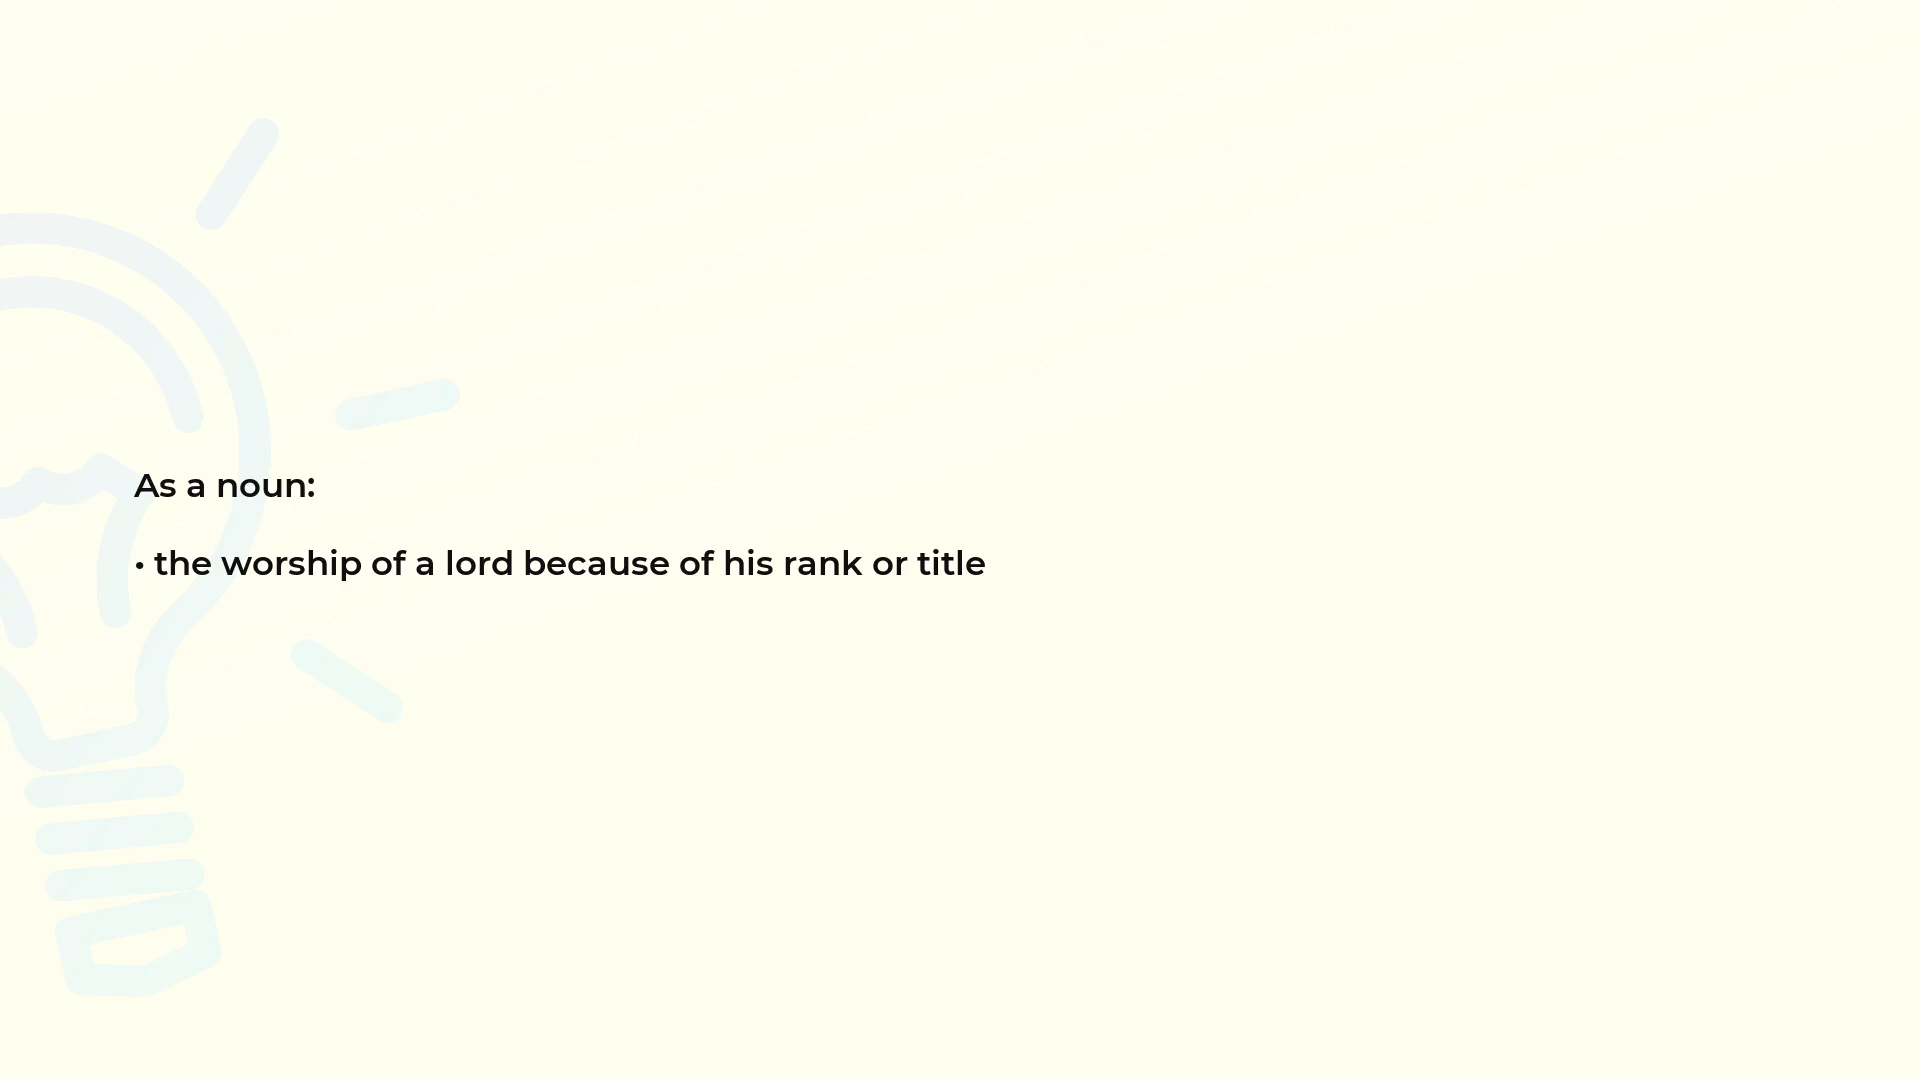 As a noun:
• the worship of a lord because of his rank or title